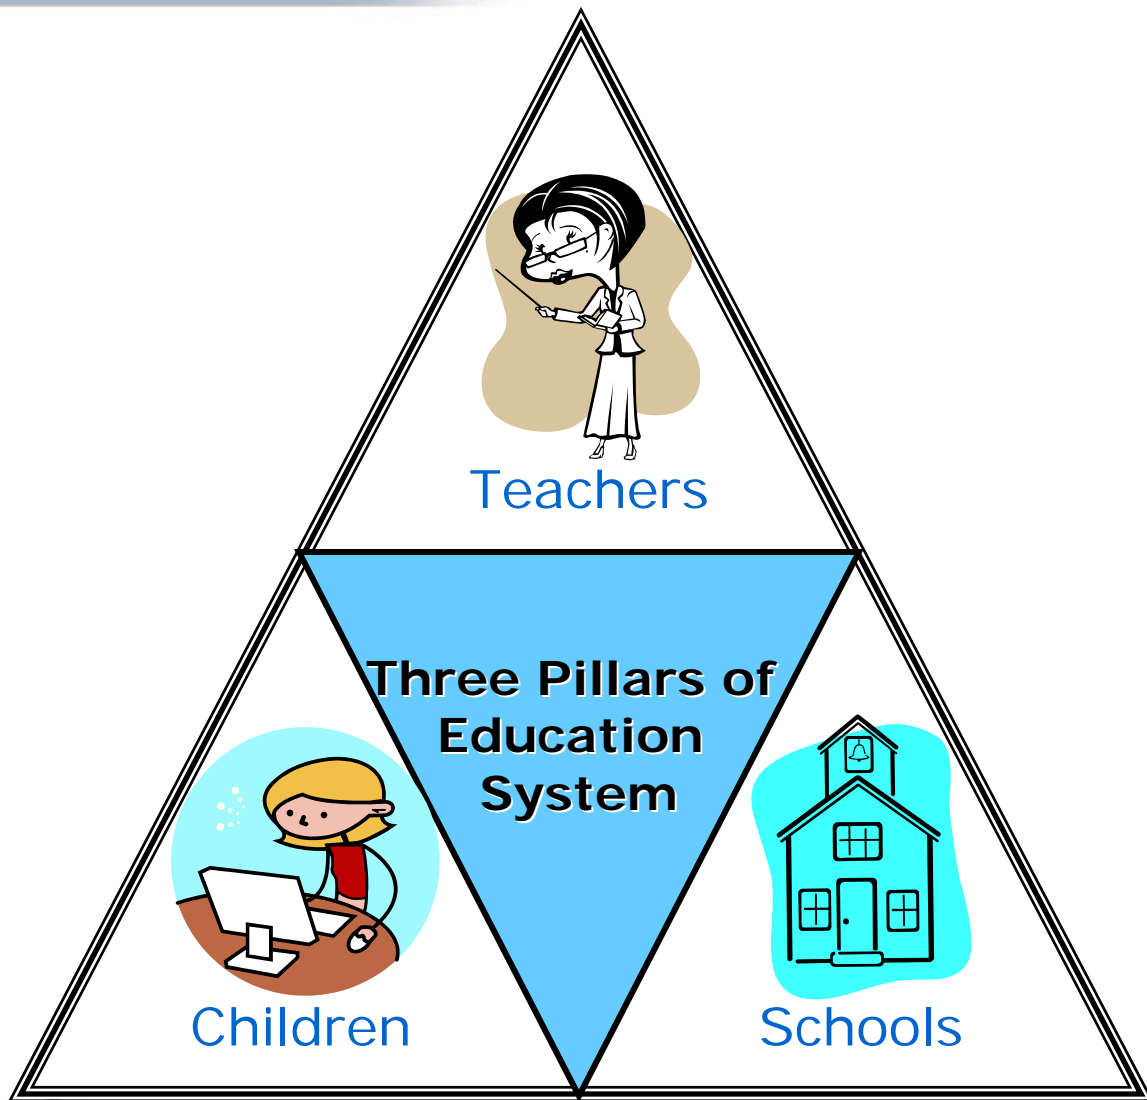 Teachers
Three Pillars of
Education
System
Children
Schools